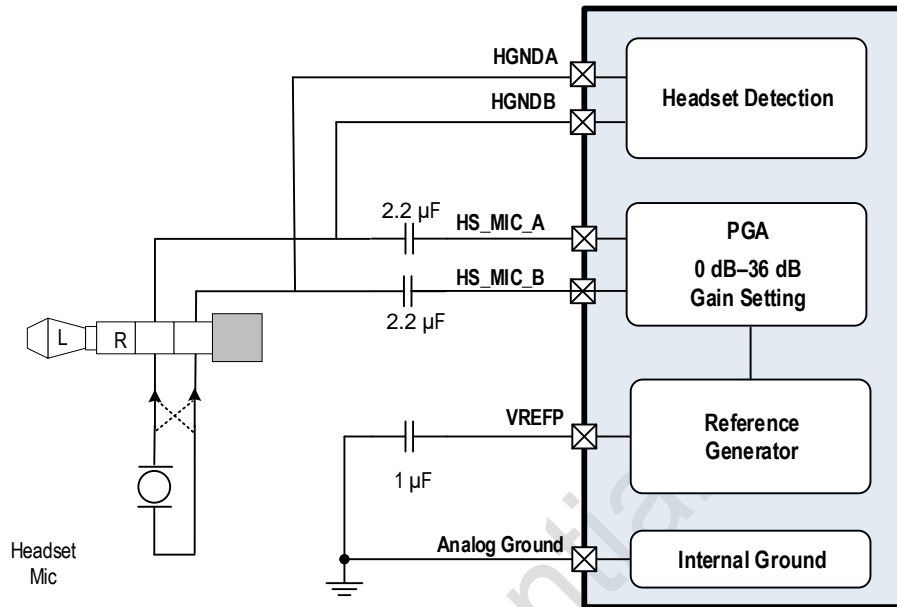 HGNDA
HGNDB
Headset Detection
2.2 µF
HS_MIC_A
HS_MIC_B
2.2 µF
PGA
0 dB–36 dB
Gain Setting
L
R
VREFP
1 µF
Reference
Generator
Analog Ground
Internal Ground
Headset
Mic